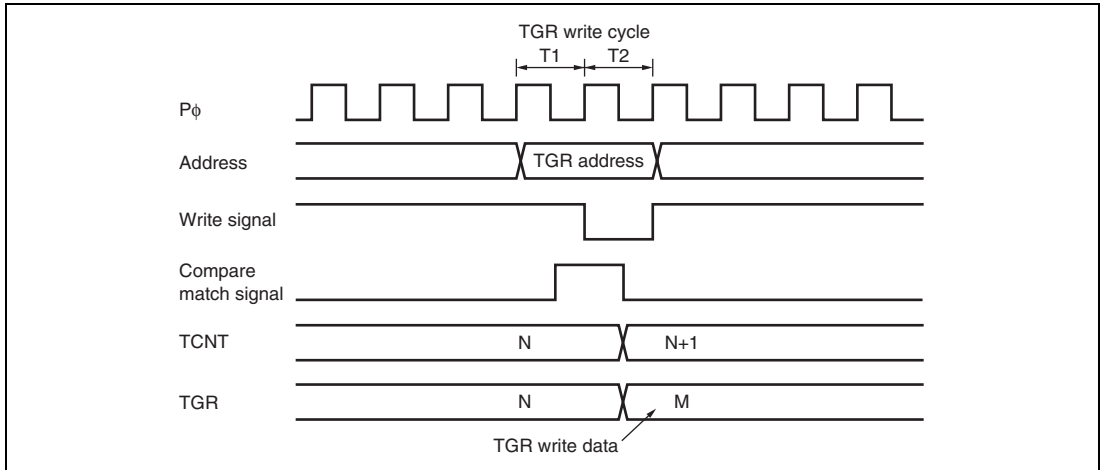 TGR write cycle
T1 T2
Pϕ
Address TGR address
Write signal
Compare
match signal
TCNT N N+1
TGR N M
TGR write data